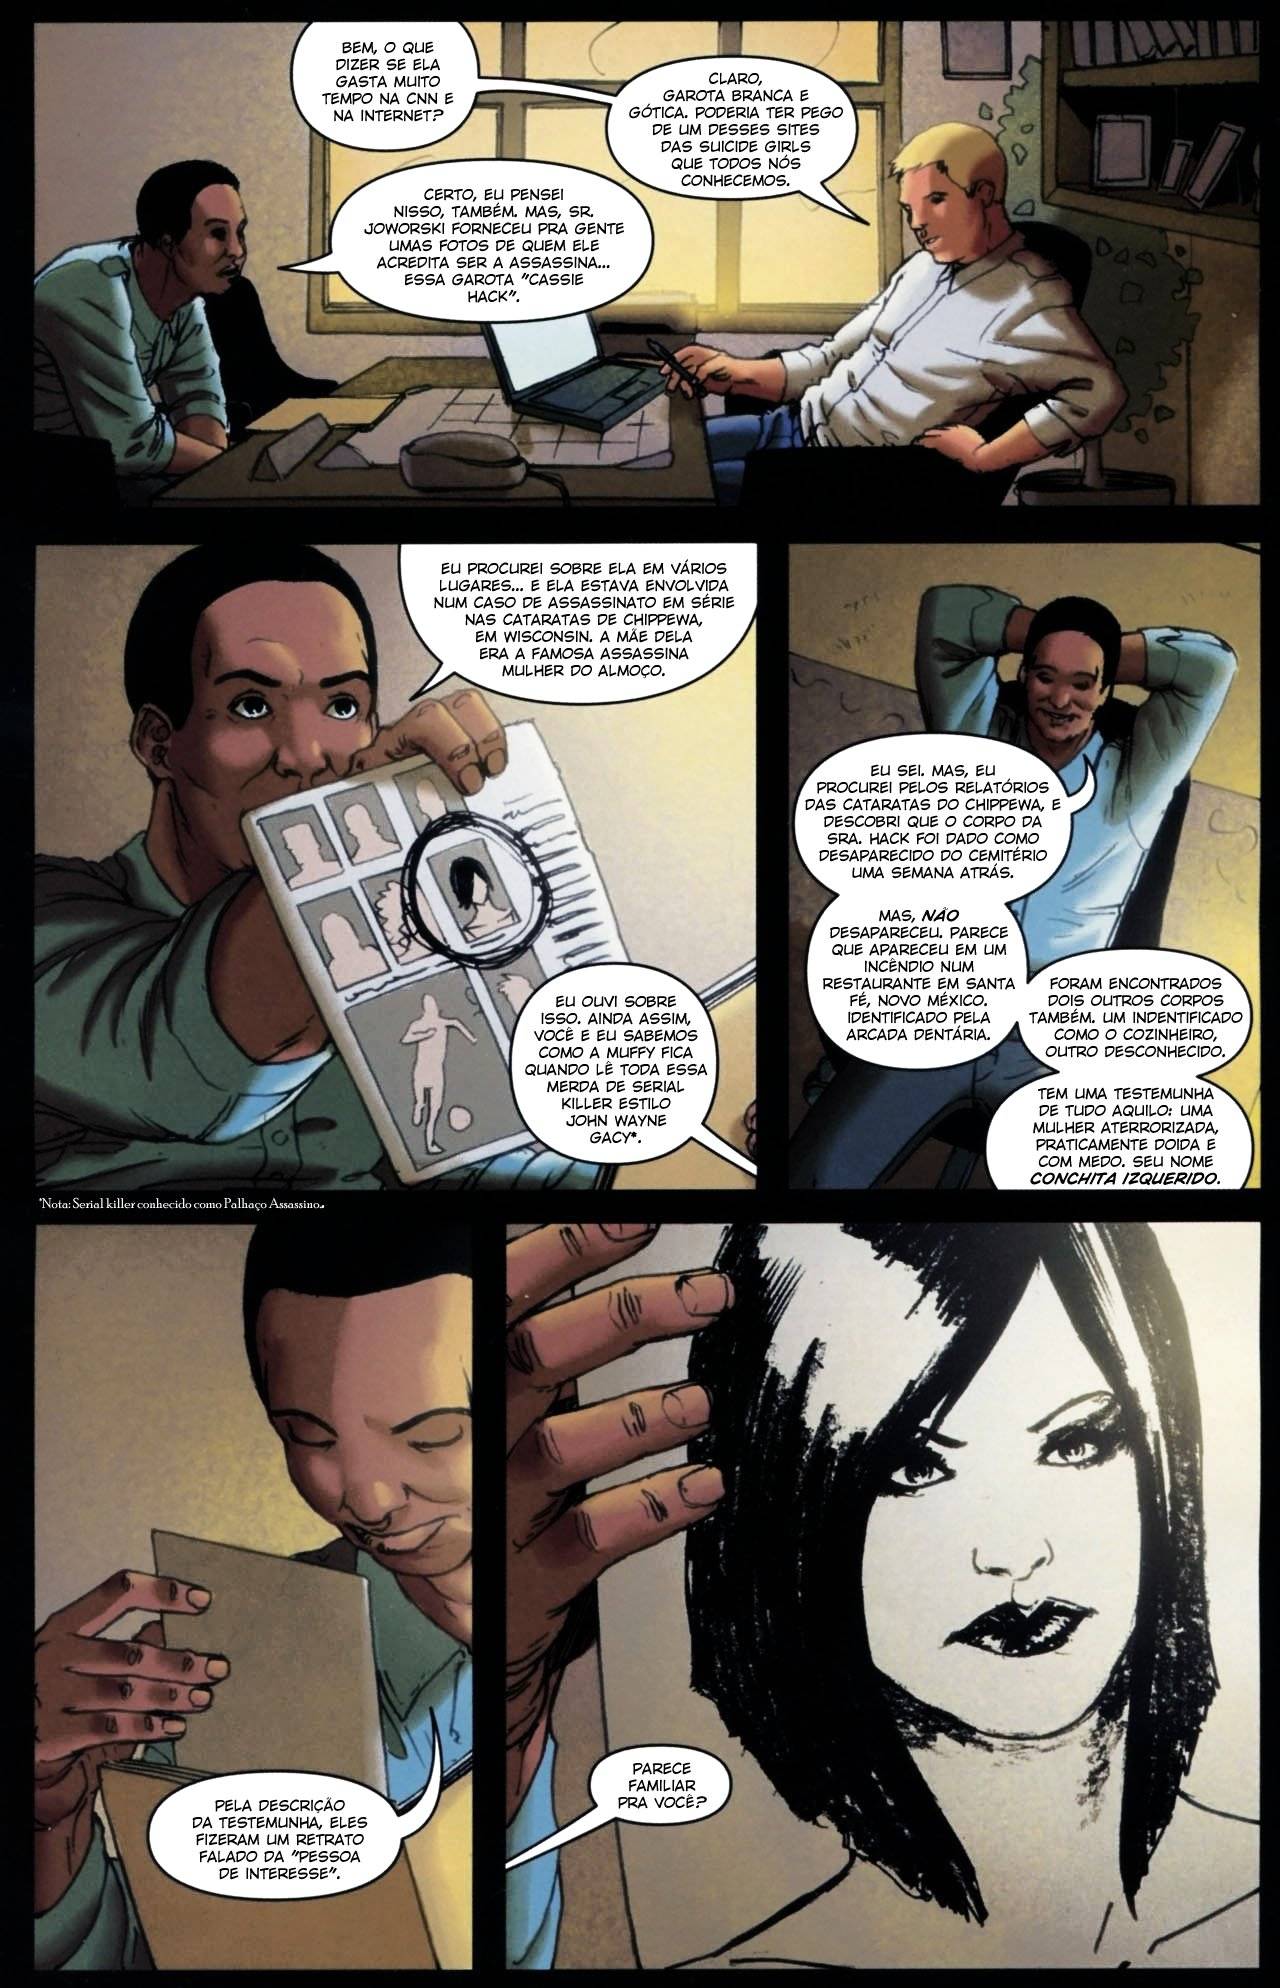 BEM, O QUE
DIZER SE ELA
GASTA MUITO
TEMPO NA CNN E
NA INTERNET?
CLARO,
GAROTA BRANCA E
GÓTICA. PODERIA TER PEGO
DE UM DESSES SITES
DAS SUICIDE GIRLS
QUE TODOS NÓS
CONHECEMOS.
CERTO, EU PENSEI
NISSO, TAMBÉM. MAS, SR.
JOWORSKI FORNECEU PRA GENTE
UMAS FOTOS DE QUEM ELE
ACREDITA SER A ASSASSINA...
ESSA GAROTA "CASSIE
HACK".
EU PROCUREI SOBRE ELA EM VÁRIOS
LUGARES... E ELA ESTAVA ENVOLVIDA
NUM CASO DE ASSASSINATO EM SÉRIE
NAS CATARATAS DE CHIPPEWA,
EM WISCONSIN. A MÃE DELA
ERA A FAMOSA ASSASSINA
MULHER DO ALMOÇO.
EU OUVI SOBRE
ISSO. AINDA ASSIM,
VOCÊ E EU SABEMOS
COMO A MUFFY FICA
QUANDO LÊ TODA ESSA
MERDA DE SERIAL
KILLER ESTILO
JOHN WAYNE
GACY*.
*Nota: Serial killer conhecido como Palhaço Assassino.
EU SEI. MAS, EU
PROCUREI PELOS RELATÓRIOS
DAS CATARATAS DO CHIPPEWA, E
DESCOBRI QUE O CORPO DA
SRA. HACK FOI DADO COMO
DESAPARECIDO DO CEMITÉRIO
UMA SEMANA ATRÁS.
MAS, NÃO
DESAPARECEU. PARECE
QUE APARECEU EM UM
INCÊNDIO NUM
RESTAURANTE EM SANTA
FÉ, NOVO MÉXICO.
IDENTIFICADO PELA
ARCADA DENTÁRIA.
FORAM ENCONTRADOS
DOIS OUTROS CORPOS
TAMBÉM. UM INDENTIFICADO
COMO O COZINHEIRO,
OUTRO DESCONHECIDO.
TEM UMA TESTEMUNHA
DE TUDO AQUILO: UMA
MULHER ATERRORIZADA,
PRATICAMENTE DOIDA E
COM MEDO. SEU NOME
CONCHITA IZQUERIDO.
PELA DESCRIÇÃO
DA TESTEMUNHA, ELES
FIZERAM UM RETRATO
FALADO DA "PESSOA
DE INTERESSE".
PARECE
FAMILIAR
PRA VOCÊ?